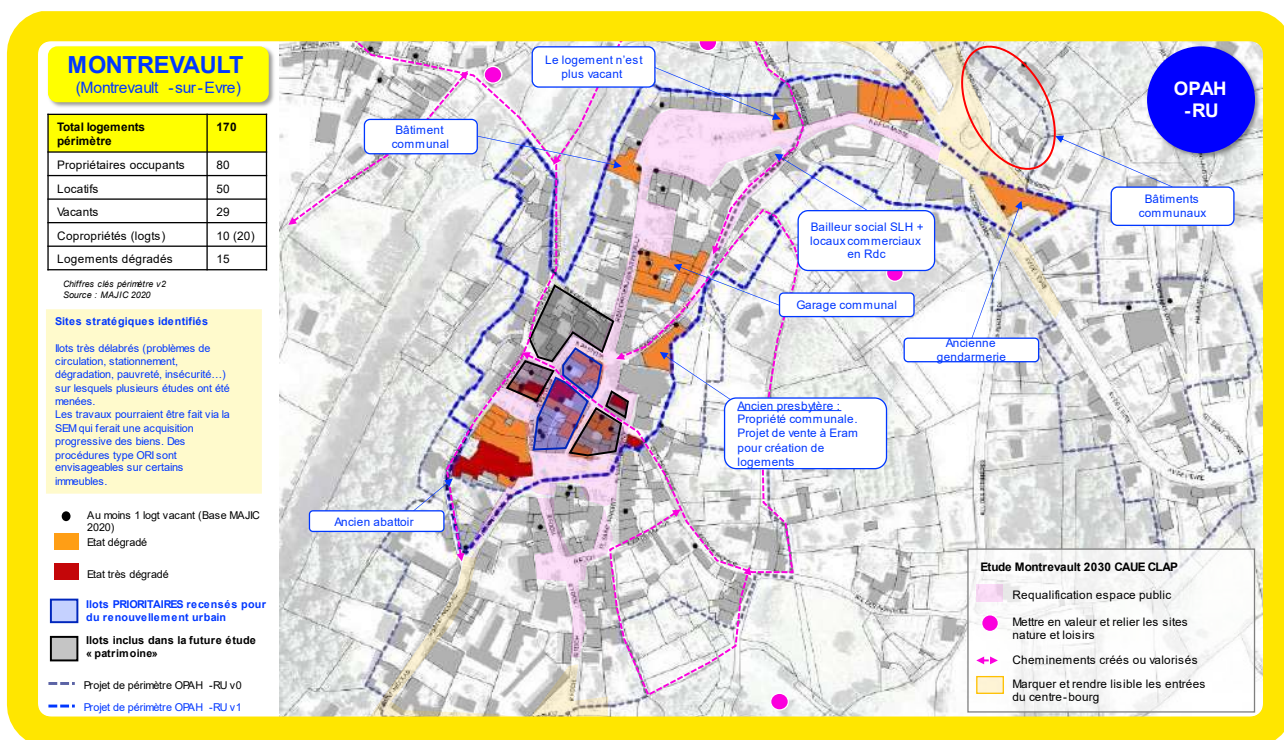 MONTREVAULT
(Montrevault -sur-Evre)
Total logements périmètre 170
Propriétaires occupants 80
Locatifs 50
Vacants 29
Copropriétés (logts) 10 (20)
Logements dégradés 15
Chiffres clés périmètre v2
Source : MAJIC 2020
Sites stratégiques identifiés
Ilots très délabrés (problèmes de
circulation, stationnement,
dégradation, pauvreté, insécurité…)
sur lesquels plusieurs études ont été
menées.
Les travaux pourraient être fait via la
SEM qui ferait une acquisition
progressive des biens. Des
procédures type ORI sont
envisageables sur certains
immeubles.
Au moins 1 logt vacant (Base MAJIC
2020)
Etat dégradé
Etat très dégradé
Ilots PRIORITAIRES recensés pour
du renouvellement urbain
Ilots inclus dans la future étude
« patrimoine»
Projet de périmètre OPAH -RU v0
Projet de périmètre OPAH -RU v1
Le logement n'est
plus vacant
Bâtiment
communal
OPAH
-RU
Bâtiments
communaux
Bailleur social SLH +
locaux commerciaux
en Rdc
Garage communal
Ancienne
gendarmerie
Ancien presbytère :
Propriété communale.
Projet de vente à Eram
pour création de
logements
Ancien abattoir
Etude Montrevault 2030 CAUE CLAP
Requalification espace public
Mettre en valeur et relier les sites
nature et loisirs
Cheminements créés ou valorisés
Marquer et rendre lisible les entrées
du centre-bourg